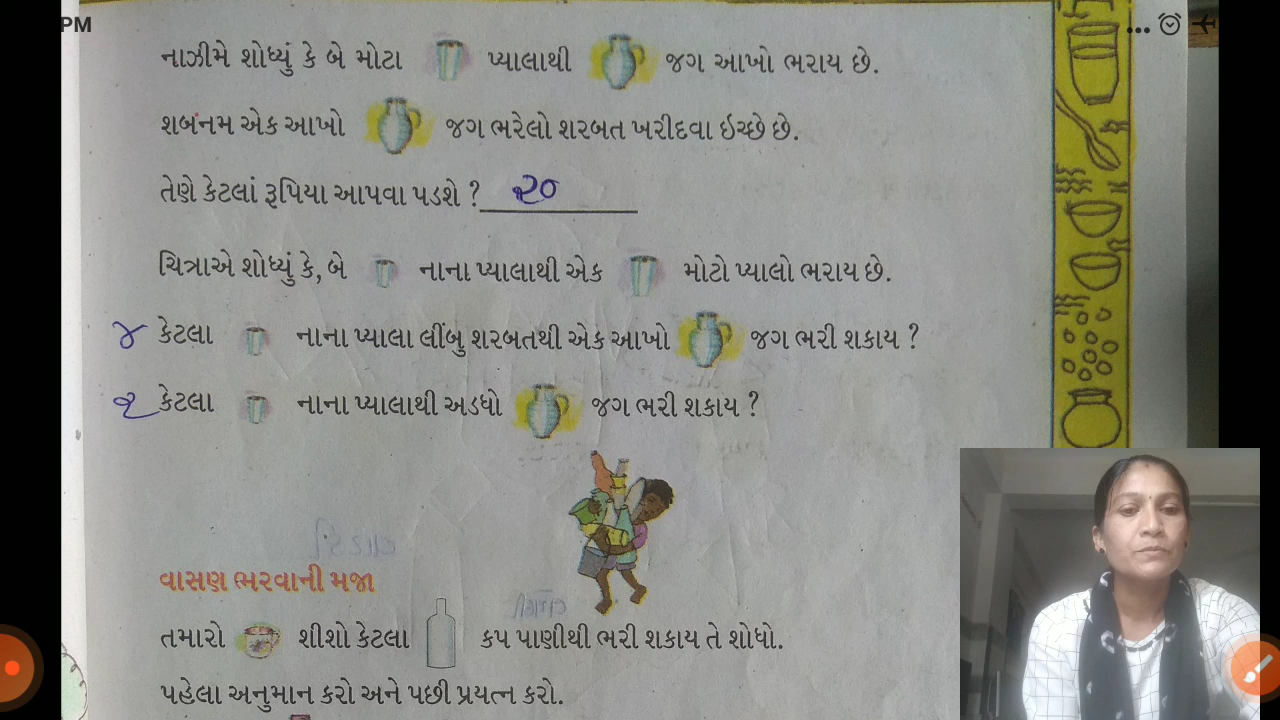 PM
નાઝીમે શોધ્યું કે બે મોટા પ્યાલાથી જગ આખો ભરાય છે.
શબનમ એક આખો જગ ભરેલો શરબત ખરીદવા ઇચ્છે છે.
તેણે કેટલાં રૂપિયા આપવા પડશે ? ૨૦
ચિત્રાએ શોધ્યું કે, બે નાના પ્યાલાથી એક મોટો પ્યાલો ભરાય છે.
૪ કેટલા નાના પ્યાલા લીંબુ શરબતથી એક આખો જગ ભરી શકાય ?
૨ કેટલા નાના પ્યાલાથી અડધો જગ ભરી શકાય ?
વાસણ ભરવાની મજા
તમારો શીશો કેટલા કપ પાણીથી ભરી શકાય તે શોધો.
પહેલા અનુમાન કરો અને પછી પ્રયત્ન કરો.